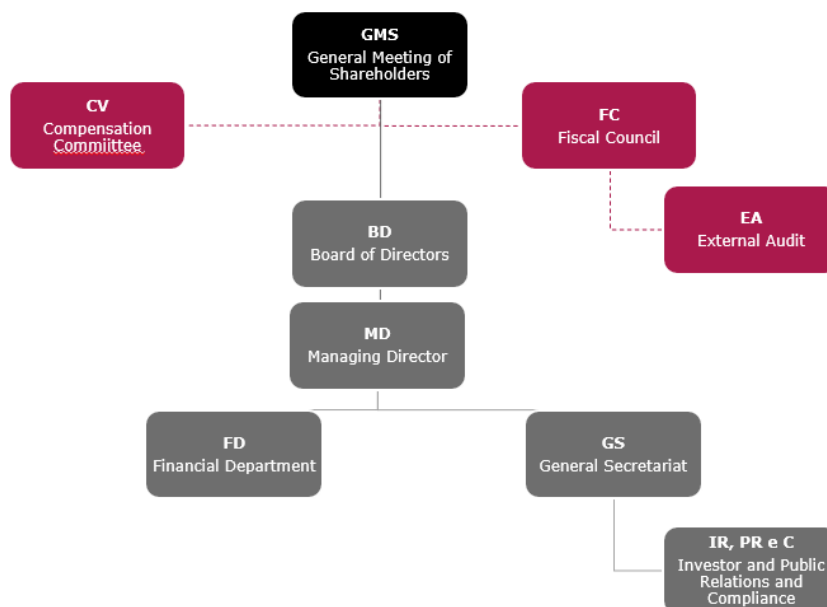 GMS
General Meeting of
Shareholders
CV
Compensation
Commiittee
FC
Fiscal Council
EA
External Audit
BD
Board of Directors
MD
Managing Director
FD
Financial Department
GS
General Secretariat
IR, PR e C
Investor and Public
Relations and
Compliance